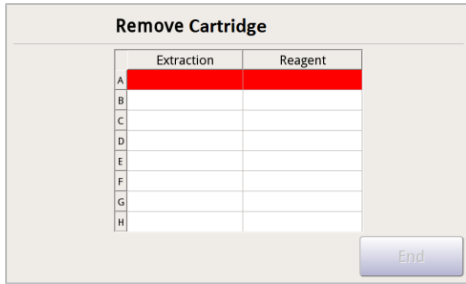 Remove Cartridge
Extraction Reagent
A
B
C
D
E
F
G
H
End